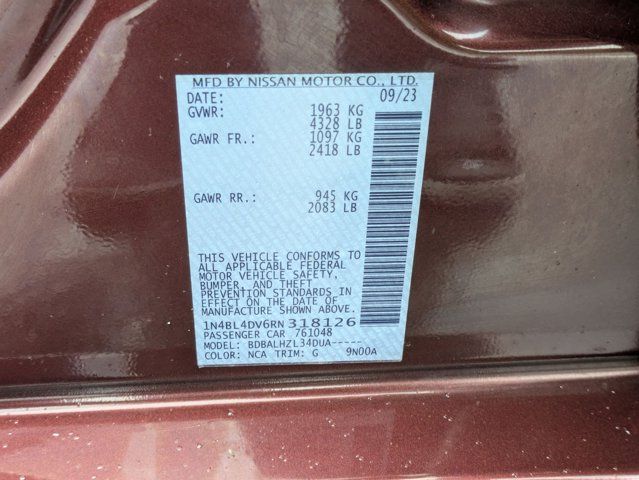 MFD BY NISSAN MOTOR CO., LTD.
DATE: 09/23
GVWR: 1963 KG
4328 LB
GAWR FR.: 1097 KG
2418 LB
GAWR RR.: 945 KG
2083 LB
THIS VEHICLE CONFORMS TO
ALL APPLICABLE FEDERAL
MOTOR VEHICLE SAFETY,
BUMPER, AND THEFT
PREVENTION STANDARDS IN
EFFECT ON THE DATE OF
MANUFACTURE SHOWN ABOVE.
1N4BL4DV6RN318126
PASSENGER CAR 761048
MODEL: BDBALHZL34DUA-----
COLOR: NCA TRIM: G 9N00A